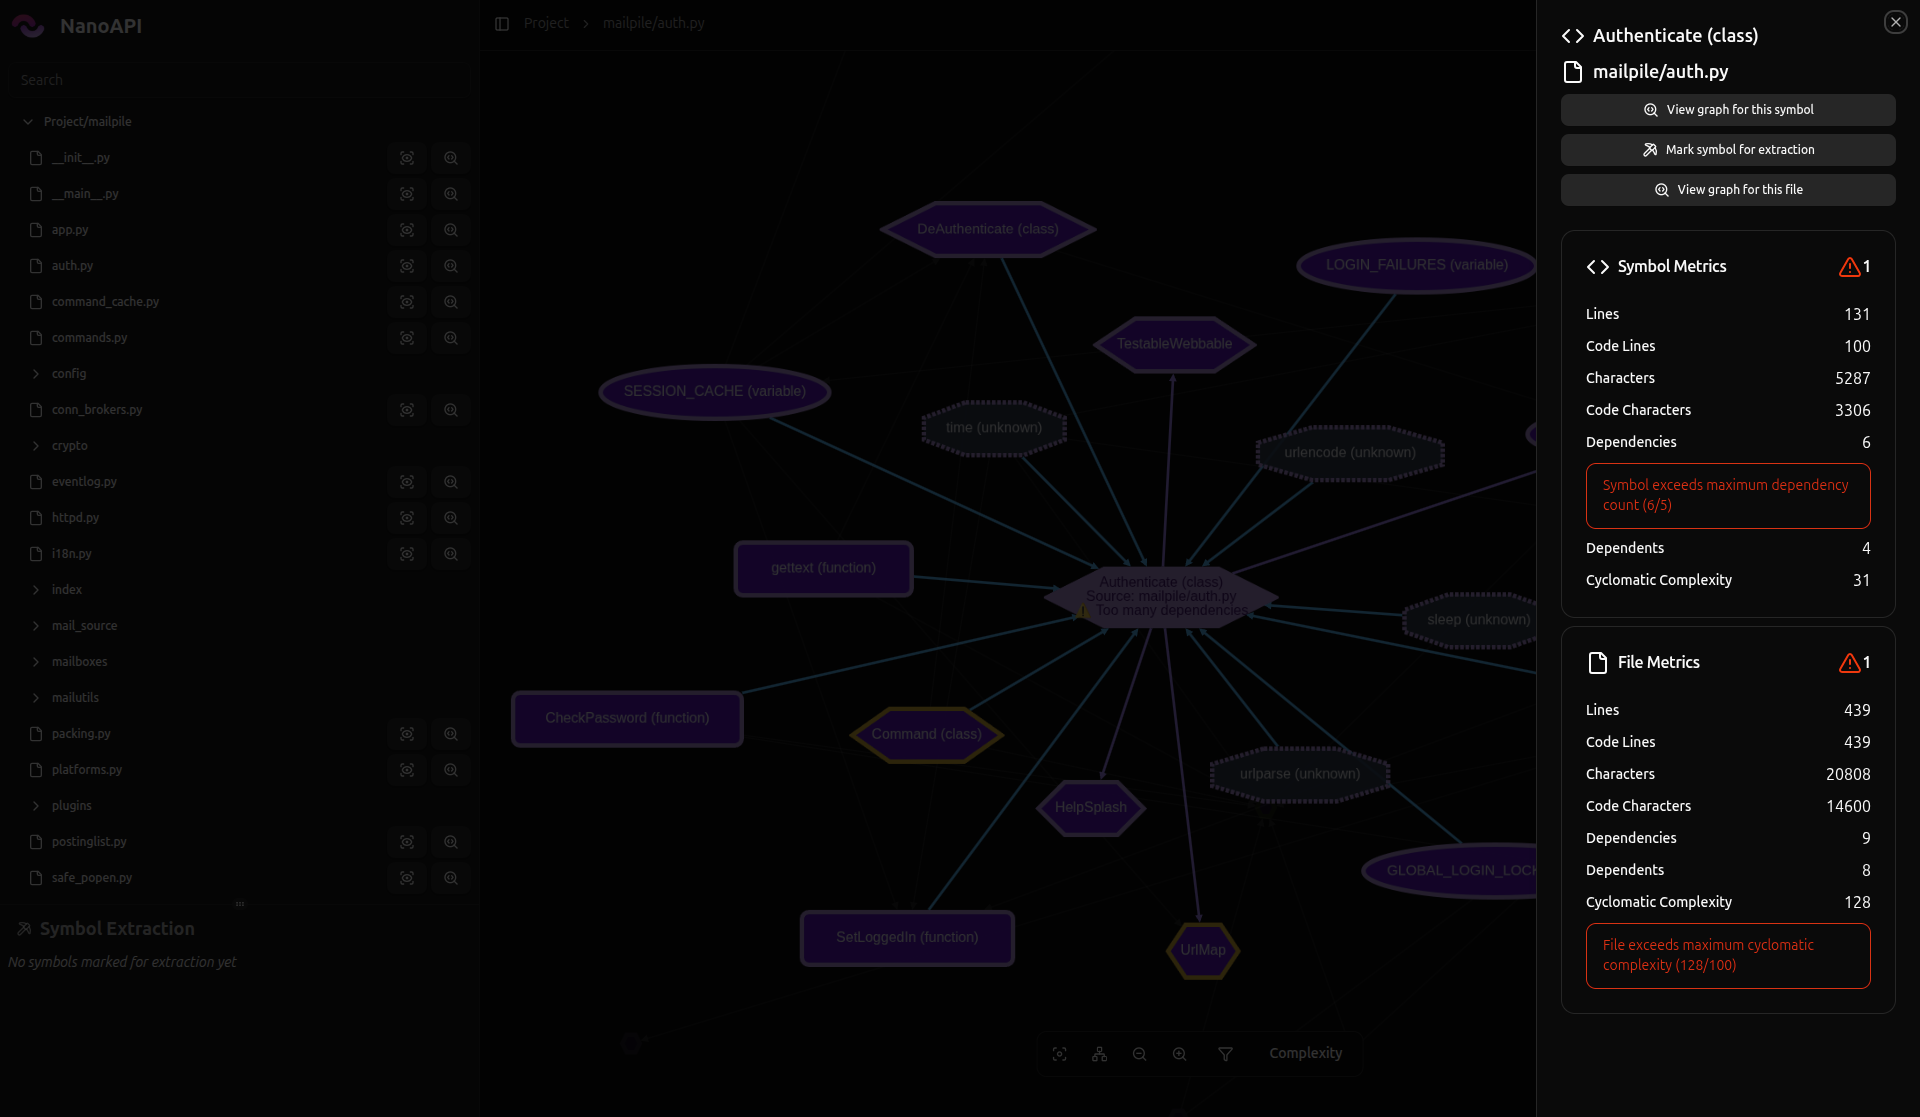 NanoAPI
Search
Project/mailpile
__init__.py
__main__.py
app.py
auth.py
command_cache.py
commands.py
config
conn_brokers.py
crypto
eventlog.py
httpd.py
i18n.py
index
mail_source
mailboxes
mailutils
packing.py
platforms.py
plugins
postinglist.py
safe_popen.py
Symbol Extraction
No symbols marked for extraction yet
Project > mailpile/auth.py
DeAuthenticate (class)
LOGIN_FAILURES (variable)
TestableWebbable
SESSION_CACHE (variable)
time (unknown)
urlencode (unknown)
gettext (function)
Authenticate (class)
Source: mailpile/auth.py
Too many dependencies
sleep (unknown)
CheckPassword (function)
Command (class)
urlparse (unknown)
HelpSplash
GLOBAL_LOGIN_LOCK
SetLoggedIn (function)
UrlMap
Complexity
Authenticate (class)
mailpile/auth.py
View graph for this symbol
Mark symbol for extraction
View graph for this file
Symbol Metrics 1
Lines 131
Code Lines 100
Characters 5287
Code Characters 3306
Dependencies 6
Symbol exceeds maximum dependency
count (6/5)
Dependents 4
Cyclomatic Complexity 31
File Metrics 1
Lines 439
Code Lines 439
Characters 20808
Code Characters 14600
Dependencies 9
Dependents 8
Cyclomatic Complexity 128
File exceeds maximum cyclomatic
complexity (128/100)